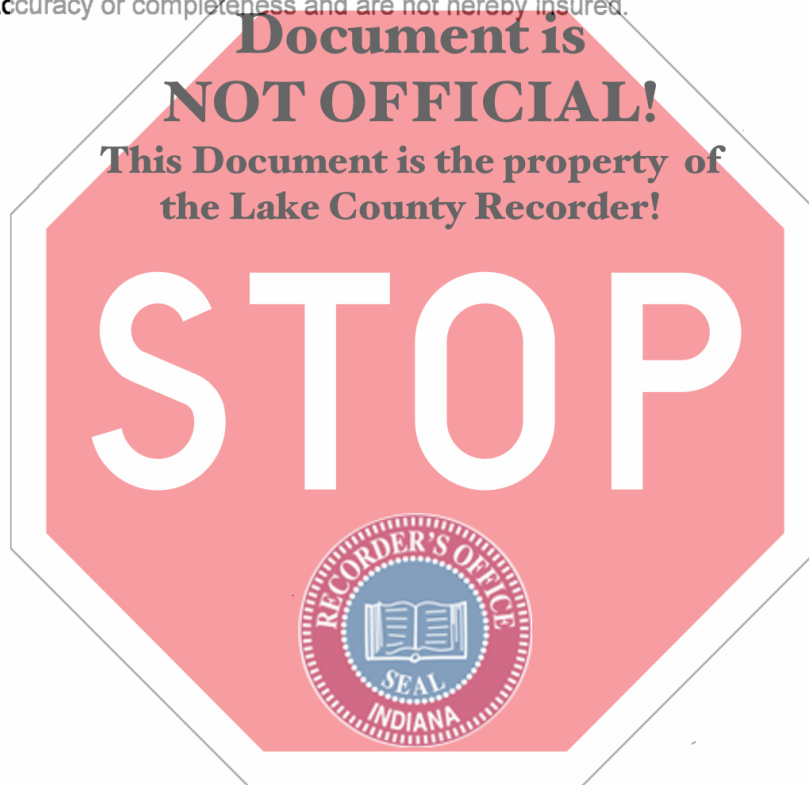 ccuracy or completeness and are not hereby insured.
Document is
NOT OFFICIAL!
This Document is the property of
the Lake County Recorder!
STOP
RECORDER'S OFFICE
SEAL
INDIANA